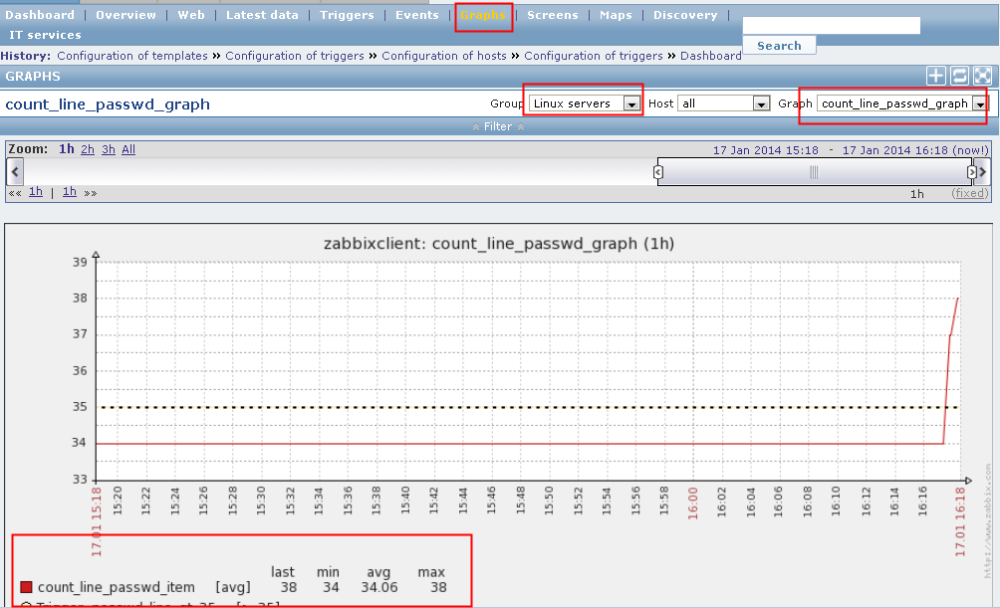 Dashboard | Overview | Web | Latest data | Triggers | Events | Graphs | Screens | Maps | Discovery |
IT services
Search
History: Configuration of templates » Configuration of triggers » Configuration of hosts » Configuration of triggers » Dashboard
GRAPHS
count_line_passwd_graph Group Linux servers Host all Graph count_line_passwd_graph
Filter
Zoom: 1h 2h 3h All 17 Jan 2014 15:18 - 17 Jan 2014 16:18 (now!)
«« 1h | 1h »» 1h (fixed)
zabbixclient: count_line_passwd_graph (1h)
39
38
37
36
35
34
33
17.01 15:18 15:20 15:22 15:24 15:26 15:28 15:30 15:32 15:34 15:36 15:38 15:40 15:42 15:44 15:46 15:48 15:50 15:52 15:54 15:56 15:58 16:00 16:02 16:04 16:06 16:08 16:10 16:12 16:14 16:16 17.01 16:18
http://www.zabbix.com
last min avg max
count_line_passwd_item [avg] 38 34 34.06 38